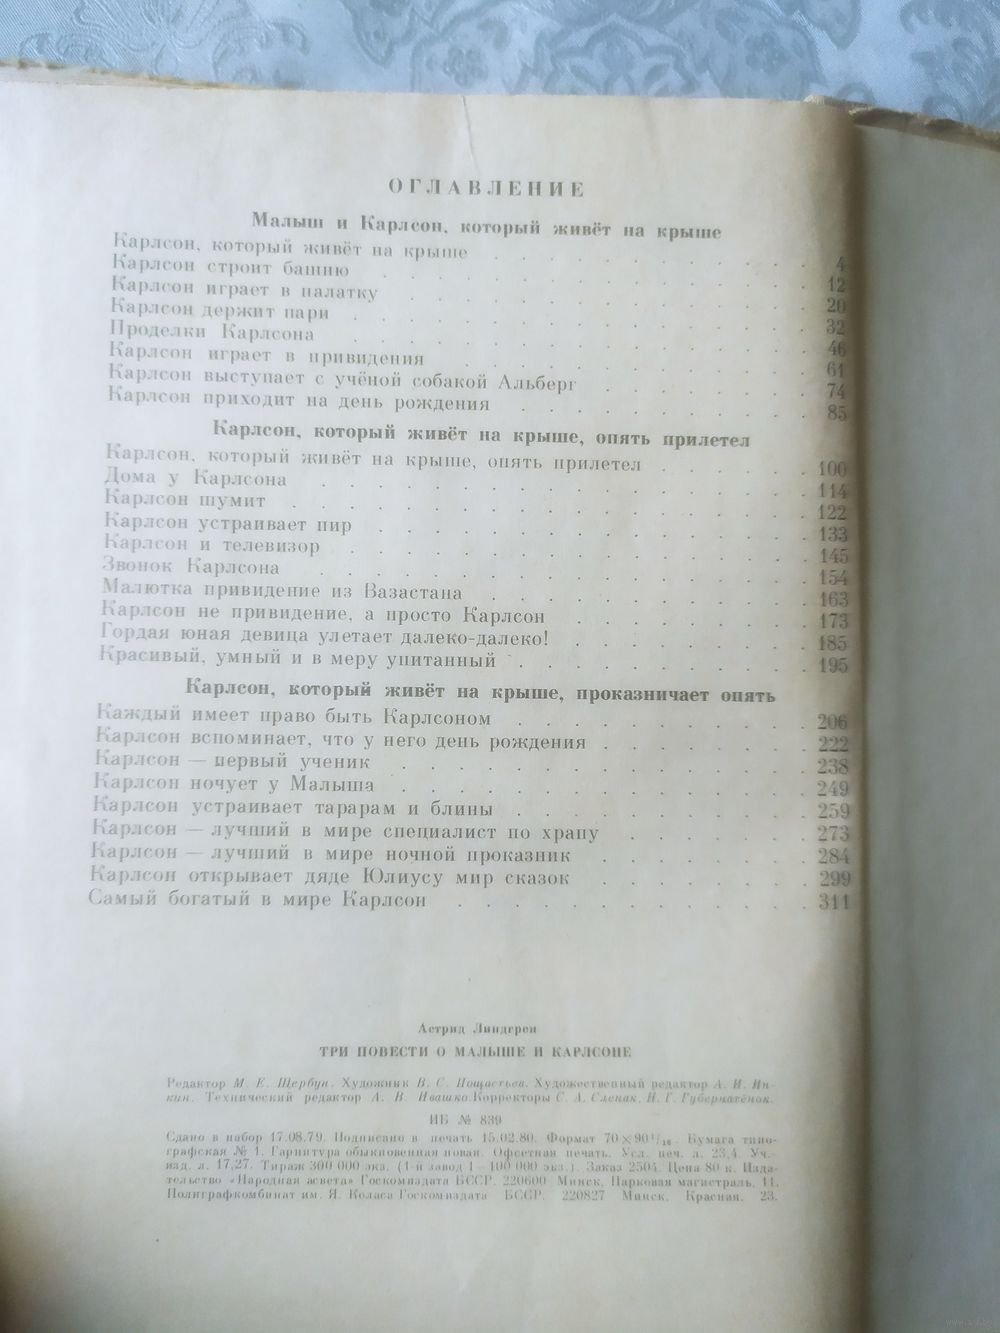 ОГЛАВЛЕНИЕ
Малыш и Карлсон, который живёт на крыше
Карлсон, который живёт на крыше . . . . . . . . . . 4
Карлсон строит башню . . . . . . . . . . 12
Карлсон играет в палатку . . . . . . . . . . 20
Карлсон держит пари . . . . . . . . . . 32
Проделки Карлсона . . . . . . . . . . 46
Карлсон играет в привидения . . . . . . . . . . 61
Карлсон выступает с учёной собакой Альберг . . . . . . . 74
Карлсон приходит на день рождения . . . . . . . . . 85
Карлсон, который живёт на крыше, опять прилетел
Карлсон, который живёт на крыше, опять прилетел . . . . . . 100
Дома у Карлсона . . . . . . . . . . 114
Карлсон шумит . . . . . . . . . . 122
Карлсон устраивает пир . . . . . . . . . . 133
Карлсон и телевизор . . . . . . . . . . 145
Звонок Карлсона . . . . . . . . . . 154
Малютка привидение из Вазастана . . . . . . . . . . 163
Карлсон не привидение, а просто Карлсон . . . . . . . . 173
Гордая юная девица улетает далеко-далеко! . . . . . . . . 185
Красивый, умный и в меру упитанный . . . . . . . . . . 195
Карлсон, который живёт на крыше, проказничает опять
Каждый имеет право быть Карлсоном . . . . . . . . . . 206
Карлсон вспоминает, что у него день рождения . . . . . . . 222
Карлсон — первый ученик . . . . . . . . . . 238
Карлсон ночует у Малыша . . . . . . . . . . 249
Карлсон устраивает тарарам и блины . . . . . . . . . . 259
Карлсон — лучший в мире специалист по храпу . . . . . . 273
Карлсон — лучший в мире ночной проказник . . . . . . . 284
Карлсон открывает дяде Юлиусу мир сказок . . . . . . . 299
Самый богатый в мире Карлсон . . . . . . . . . . 311
Астрид Линдгрен
ТРИ ПОВЕСТИ О МАЛЫШЕ И КАРЛСОНЕ
Редактор М. Е. Щербун. Художник В. С. Пощастьев. Художественный редактор А. И.
Технический редактор А. В. Ивашко. Корректоры С. А. Слепак, Н. Г. Губернатёнок.
ИБ № 839
Сдано в набор 17.08.79. Подписано в печать 15.02.80. Формат 70×90 1/16. Бумага типо-
графская № 1. Гарнитура обыкновенная новая. Офсетная печать. Усл. печ. л. 23,4. Уч.-
изд. л. 17,27. Тираж 300 000 экз. (1-й завод 1—100 000 экз.). Заказ 2504. Цена 80 к. Изда-
тельство «Народная асвета» Госкомиздата БССР. 220600 Минск, Парковая магистраль, 11.
Полиграфкомбинат им. Я. Коласа Госкомиздата БССР. 220827 Минск, Красная, 23.